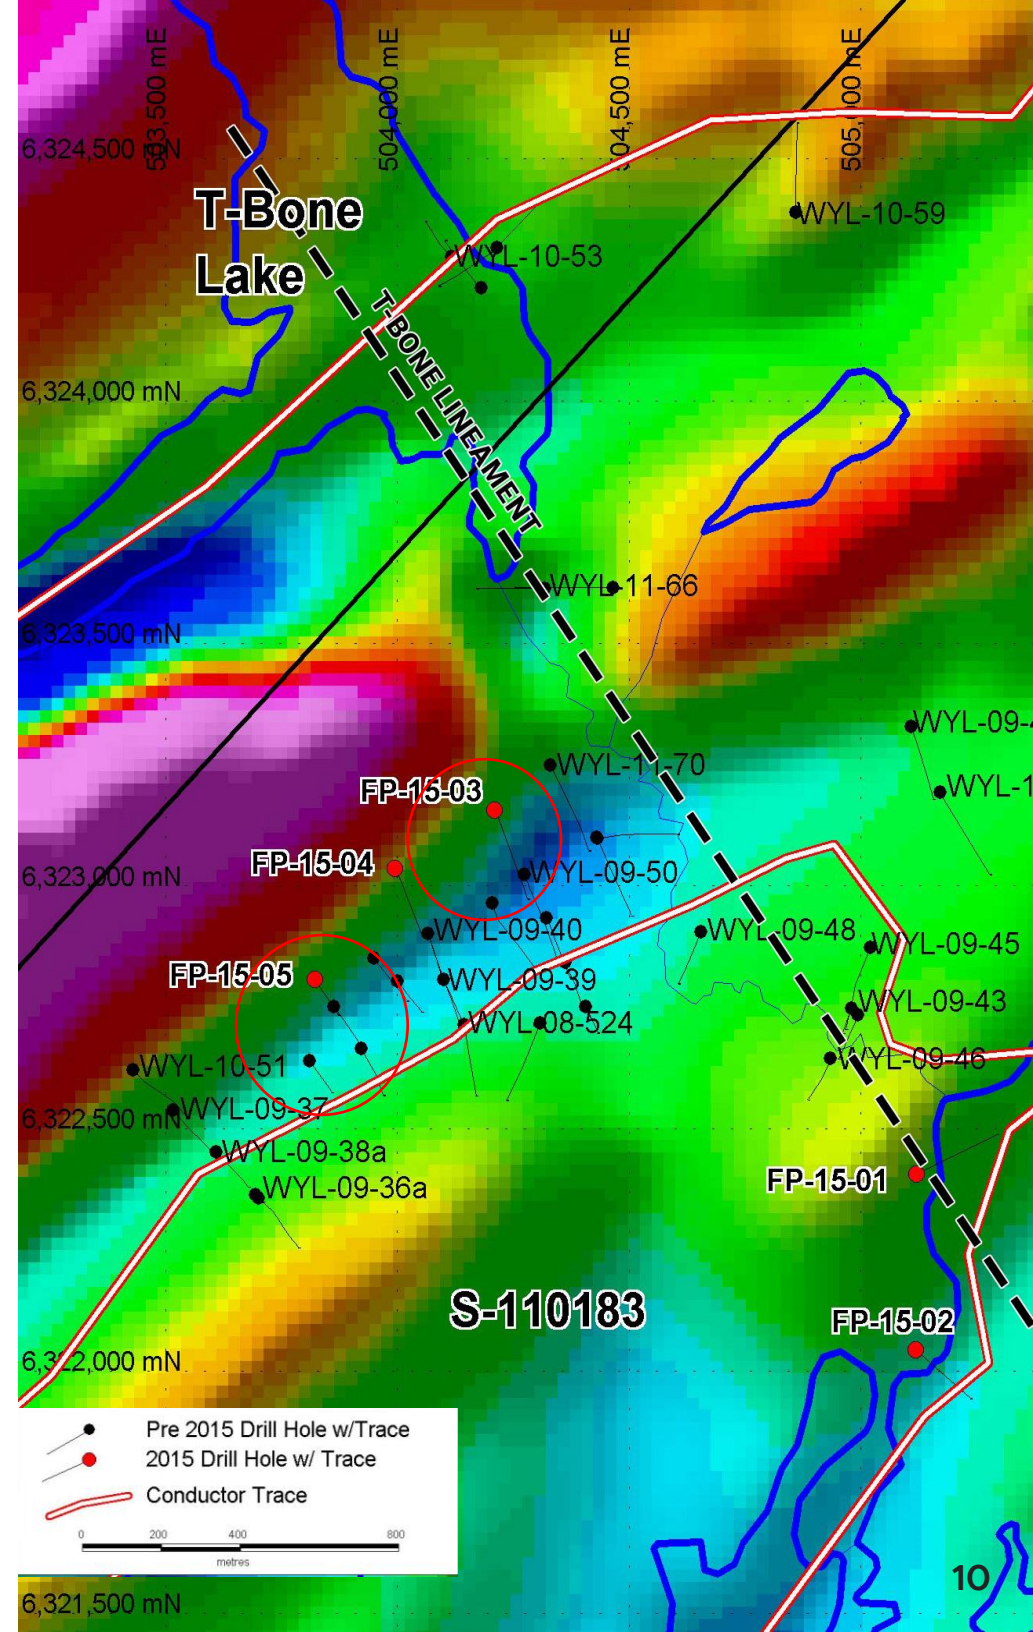 503,500 mE
504,000 mE
504,500 mE
505,000 mE
6,324,500 mN
T-Bone
Lake
WYL-10-59
WYL-10-53
T-BONE LINEAMENT
6,324,000 mN
WYL-11-66
6,323,500 mN
WYL-09-4
WYL-11-70
WYL-1
FP-15-03
FP-15-04
6,323,000 mN
WYL-09-50
WYL-09-40
WYL-09-48
WYL-09-45
FP-15-05
WYL-09-39
WYL-09-43
WYL-08-524
WYL-09-46
WYL-10-51
WYL-09-37
6,322,500 mN
WYL-09-38a
WYL-09-36a
FP-15-01
S-110183
FP-15-02
6,322,000 mN
Pre 2015 Drill Hole w/Trace
2015 Drill Hole w/ Trace
Conductor Trace
0 200 400 800
metres
10
6,321,500 mN